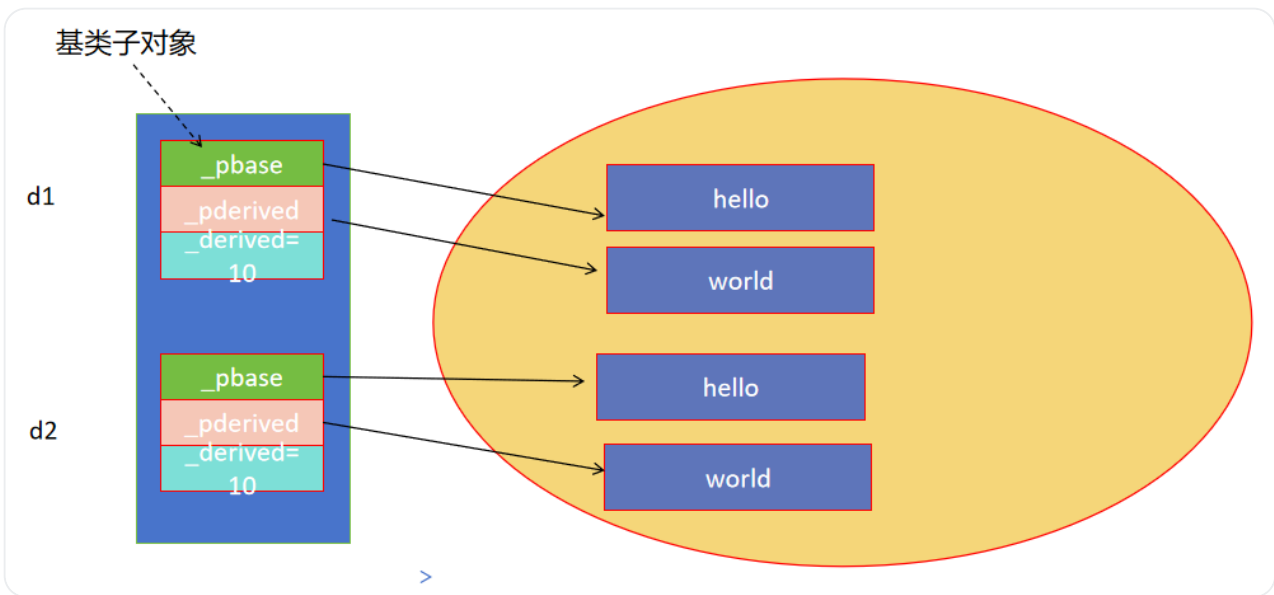 基类子对象
d1
_pbase
_pderived
_derived=
10
hello
world
d2
_pbase
_pderived
_derived=
10
hello
world
>